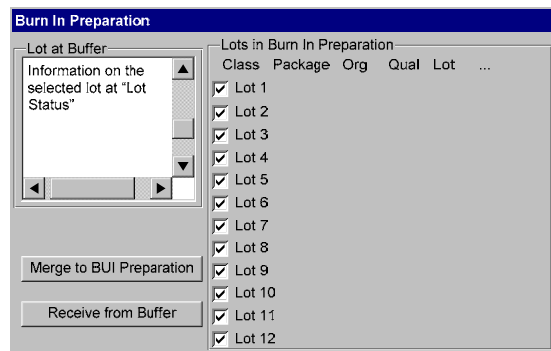 Burn In Preparation
Lot at Buffer
Information on the
selected lot at "Lot
Status"
Merge to BUI Preparation
Receive from Buffer
Lots in Burn In Preparation
Class Package Org Qual Lot ...
Lot 1
Lot 2
Lot 3
Lot 4
Lot 5
Lot 6
Lot 7
Lot 8
Lot 9
Lot 10
Lot 11
Lot 12